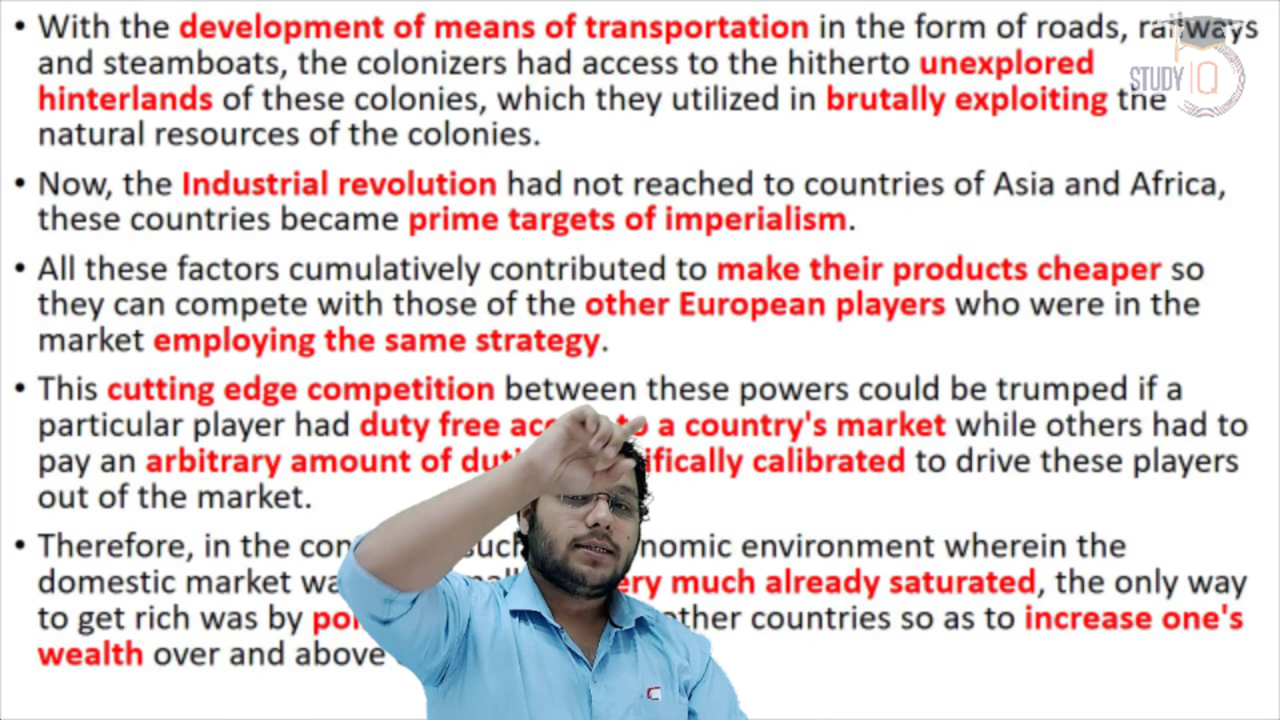 • With the development of means of transportation in the form of roads, railways
and steamboats, the colonizers had access to the hitherto unexplored
hinterlands of these colonies, which they utilized in brutally exploiting the
natural resources of the colonies.
• Now, the Industrial revolution had not reached to countries of Asia and Africa,
these countries became prime targets of imperialism.
• All these factors cumulatively contributed to make their products cheaper so
they can compete with those of the other European players who were in the
market employing the same strategy.
• This cutting edge competition between these powers could be trumped if a
particular player had duty free to a country's market while others had to
pay an arbitrary amount of calibrated to drive these players
out of the market.
• Therefore, in the environment wherein the
domestic market much already saturated, the only way
to get rich was by countries so as to increase one's
wealth over and above
STUDY IQ